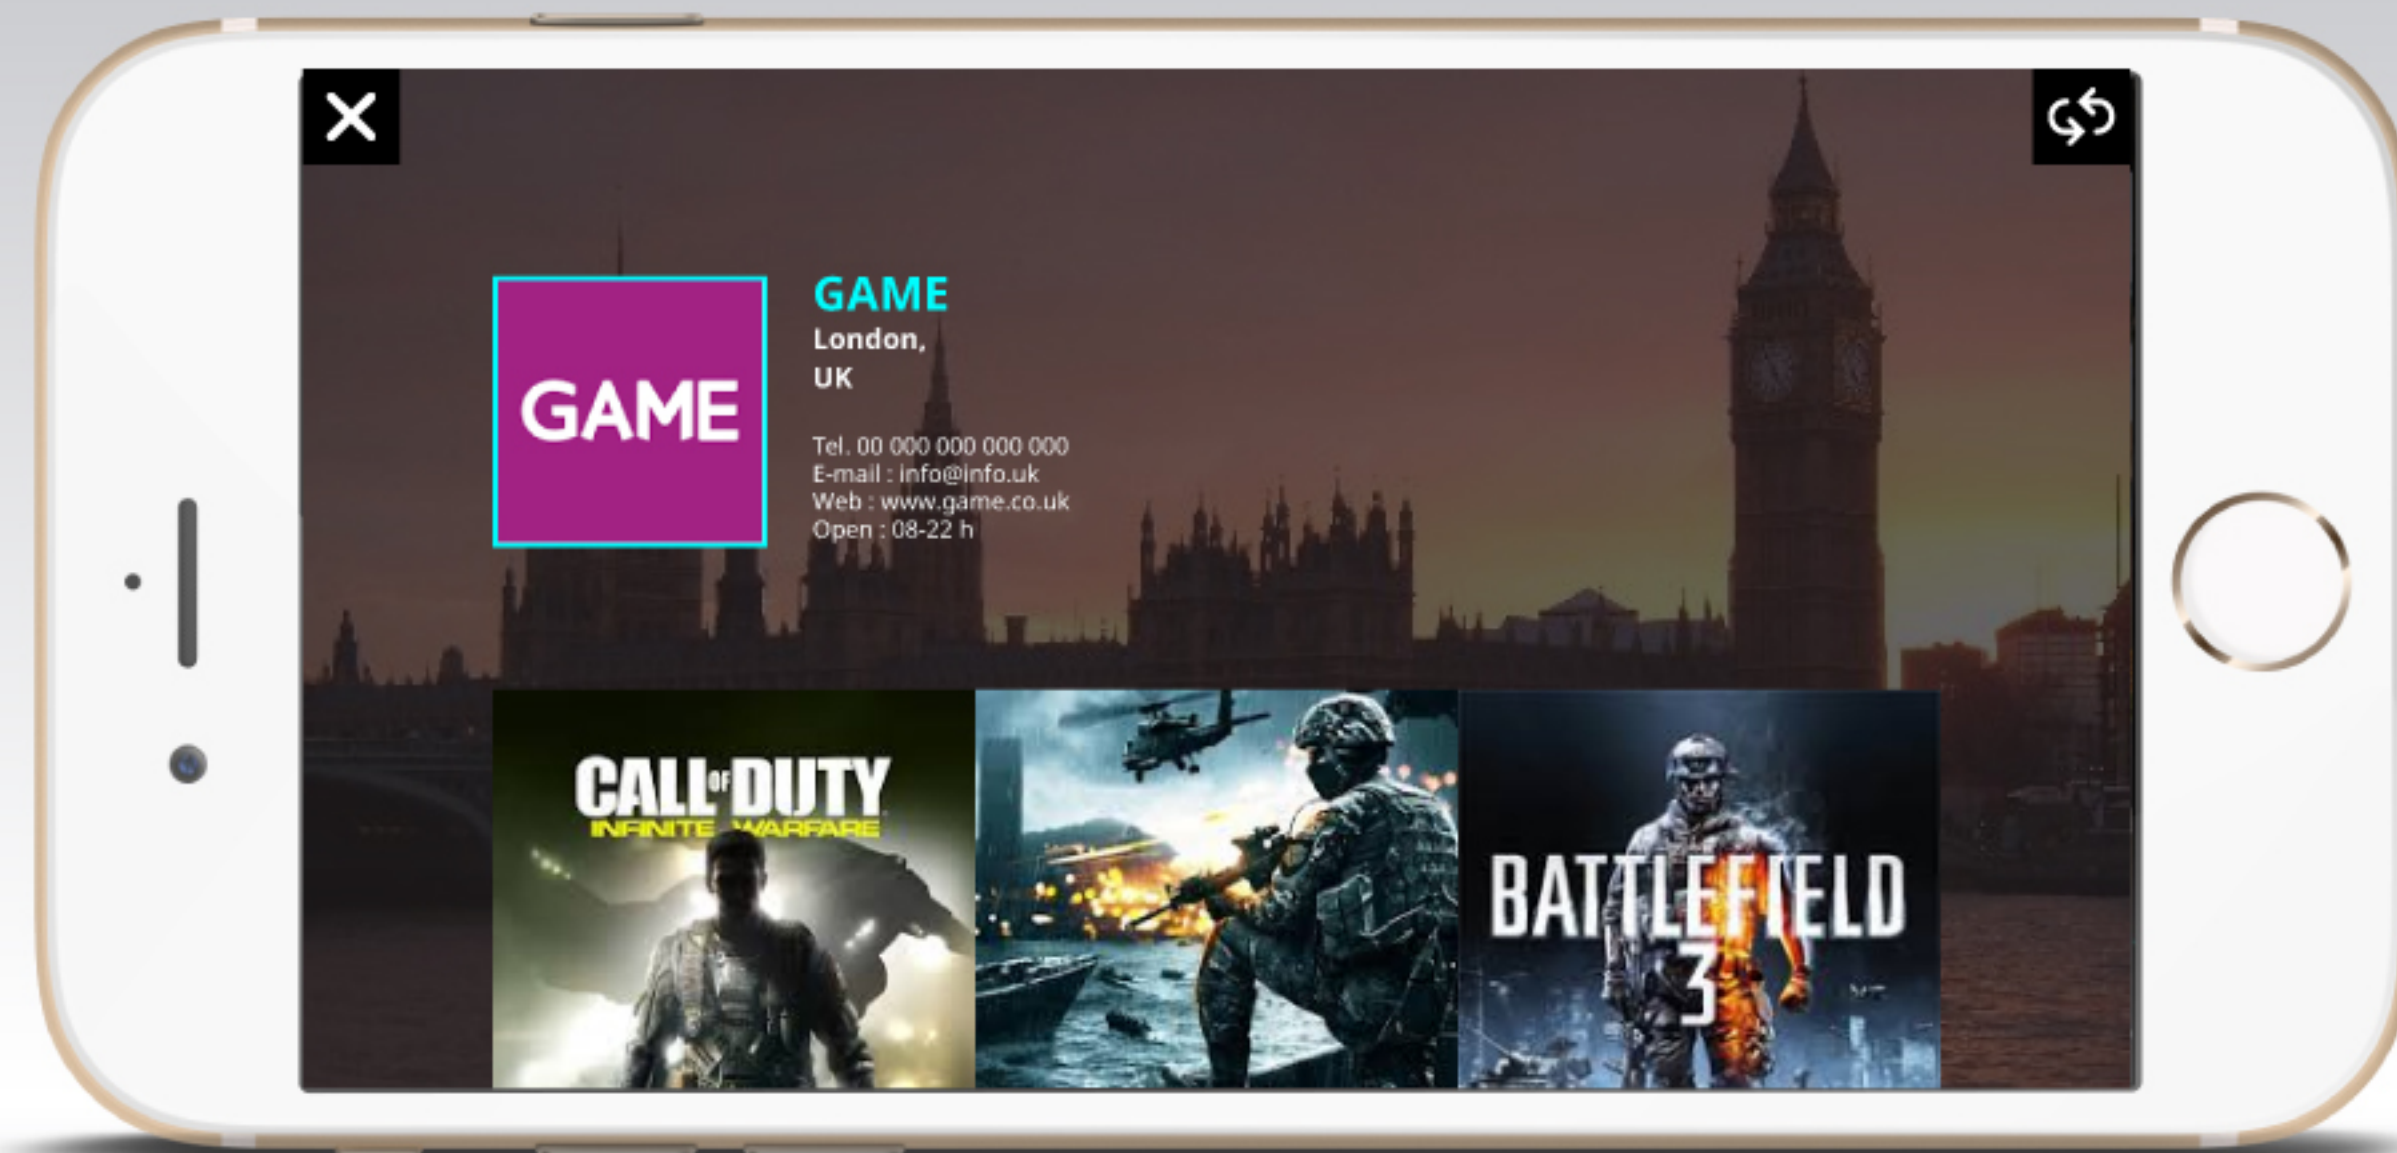 GAME
GAME
London,
UK
Tel. 00 000 000 000 000
E-mail : info@info.uk
Web : www.game.co.uk
Open : 08-22 h
CALL OF DUTY
INFINITE WARFARE
BATTLEFIELD
3